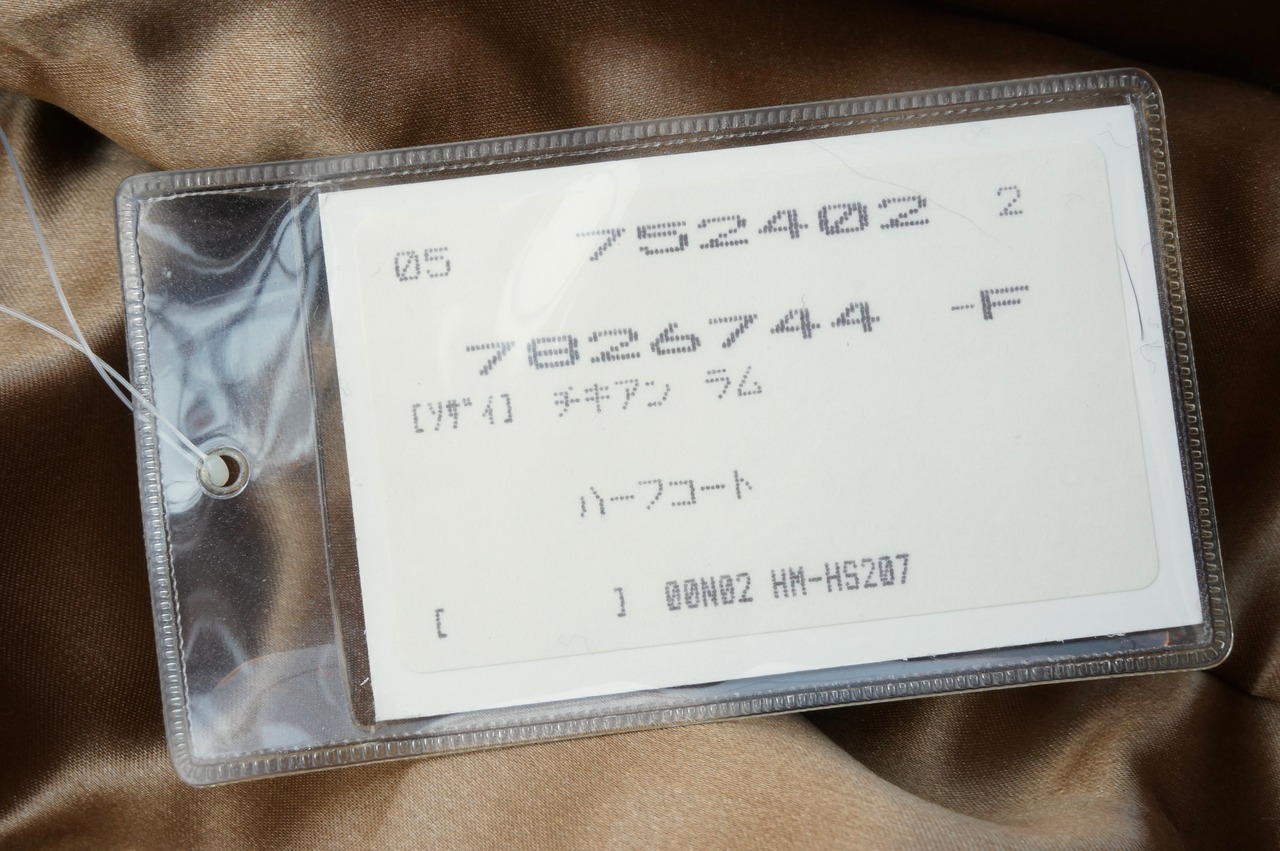 05 752402 2
7826744 -F
[ｿｻﾞｲ] チキアン ラム
ハーフコート
[ ] 00N02 HM-HS207